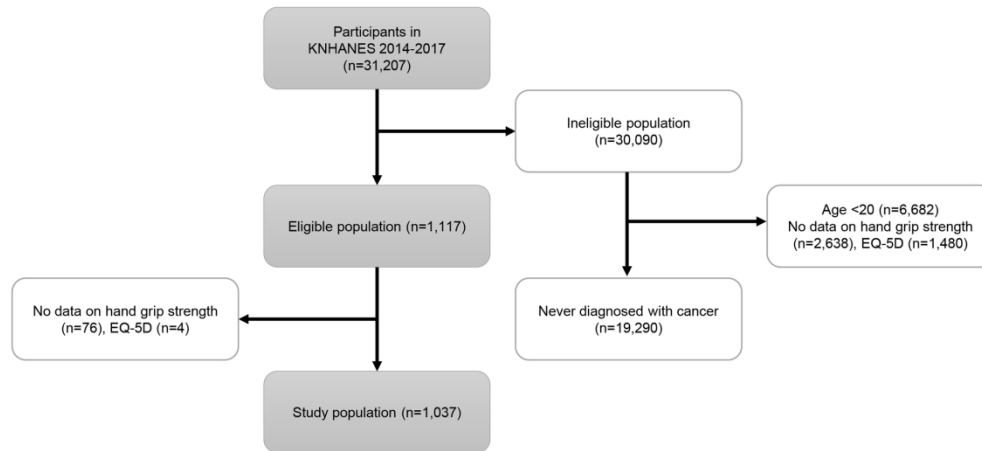 Participants in
KNHANES 2014-2017
(n=31,207)
Ineligible population
(n=30,090)
Eligible population (n=1,117)
Age <20 (n=6,682)
No data on hand grip strength
(n=2,638), EQ-5D (n=1,480)
No data on hand grip strength
(n=76), EQ-5D (n=4)
Never diagnosed with cancer
(n=19,290)
Study population (n=1,037)